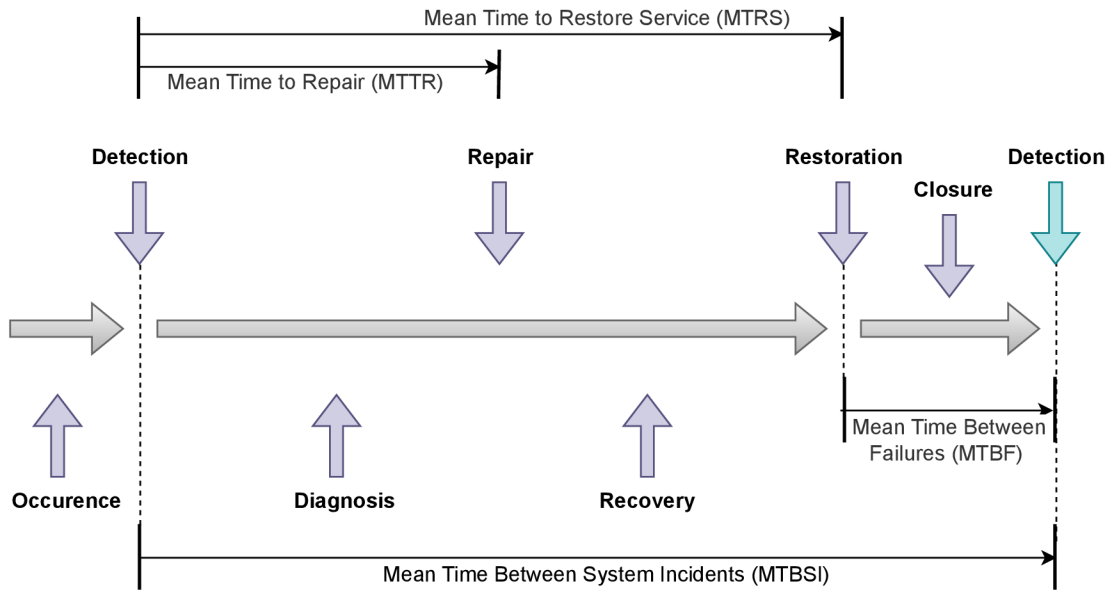 Mean Time to Restore Service (MTRS)
Mean Time to Repair (MTTR)
Detection
Repair
Restoration
Detection
Closure
Mean Time Between
Failures (MTBF)
Occurence
Diagnosis
Recovery
Mean Time Between System Incidents (MTBSI)